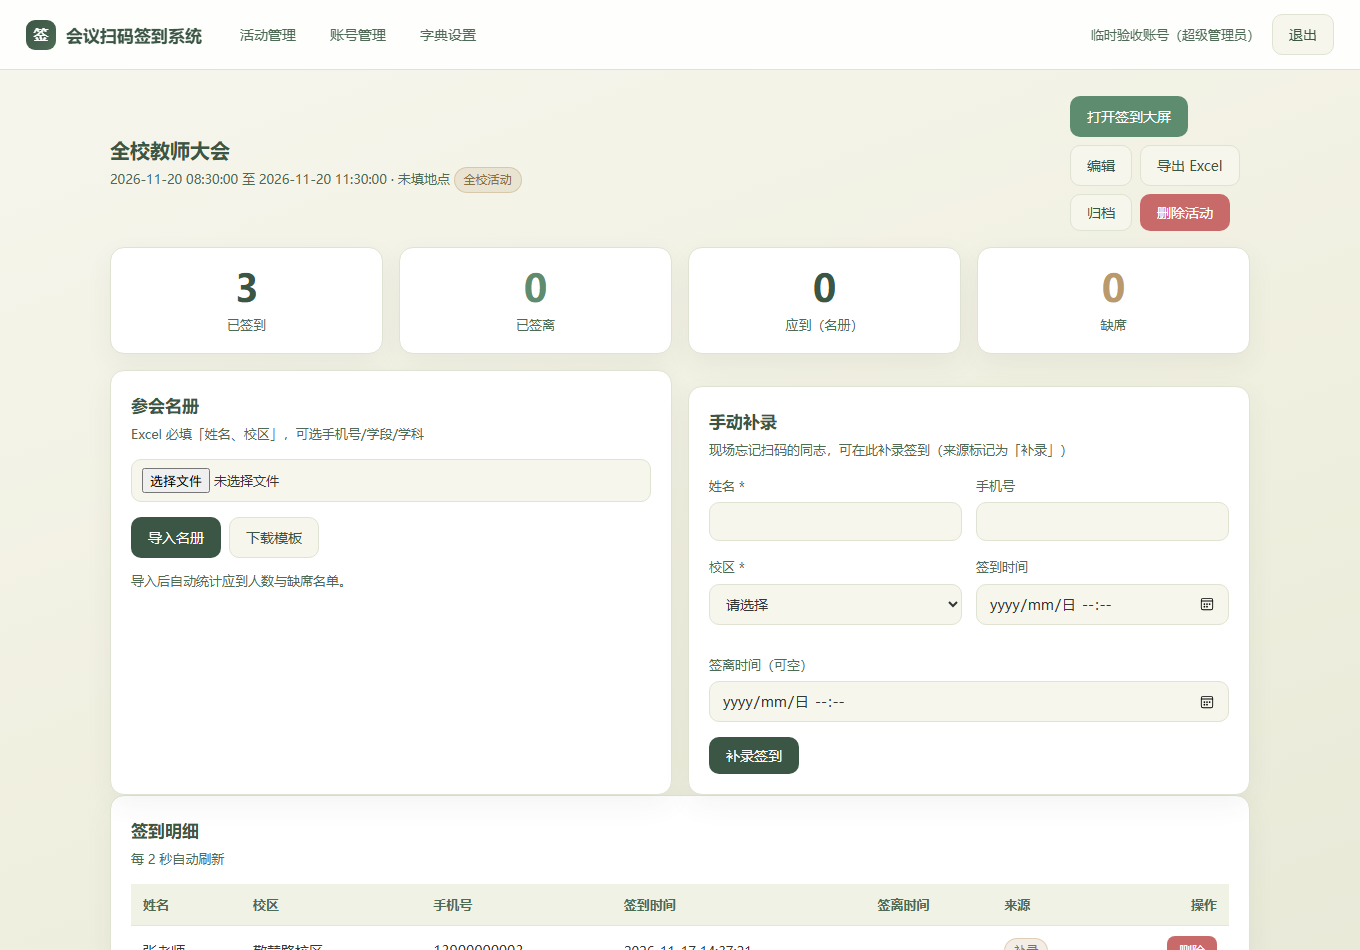 签 会议扫码签到系统 活动管理 账号管理 字典设置 临时验收账号（超级管理员） 退出
打开签到大屏
全校教师大会
编辑 导出 Excel
2026-11-20 08:30:00 至 2026-11-20 11:30:00 · 未填地点 全校活动
归档 删除活动
3 0 0 0
已签到 已签离 应到（名册） 缺席
参会名册
Excel 必填「姓名、校区」，可选手机号/学段/学科
选择文件 未选择文件
导入名册 下载模板
导入后自动统计应到人数与缺席名单。
手动补录
现场忘记扫码的同志，可在此补录签到（来源标记为「补录」）
姓名 * 手机号
校区 * 签到时间
请选择 yyyy/mm/日 --:--
签离时间（可空）
yyyy/mm/日 --:--
补录签到
签到明细
每 2 秒自动刷新
姓名 校区 手机号 签到时间 签离时间 来源 操作